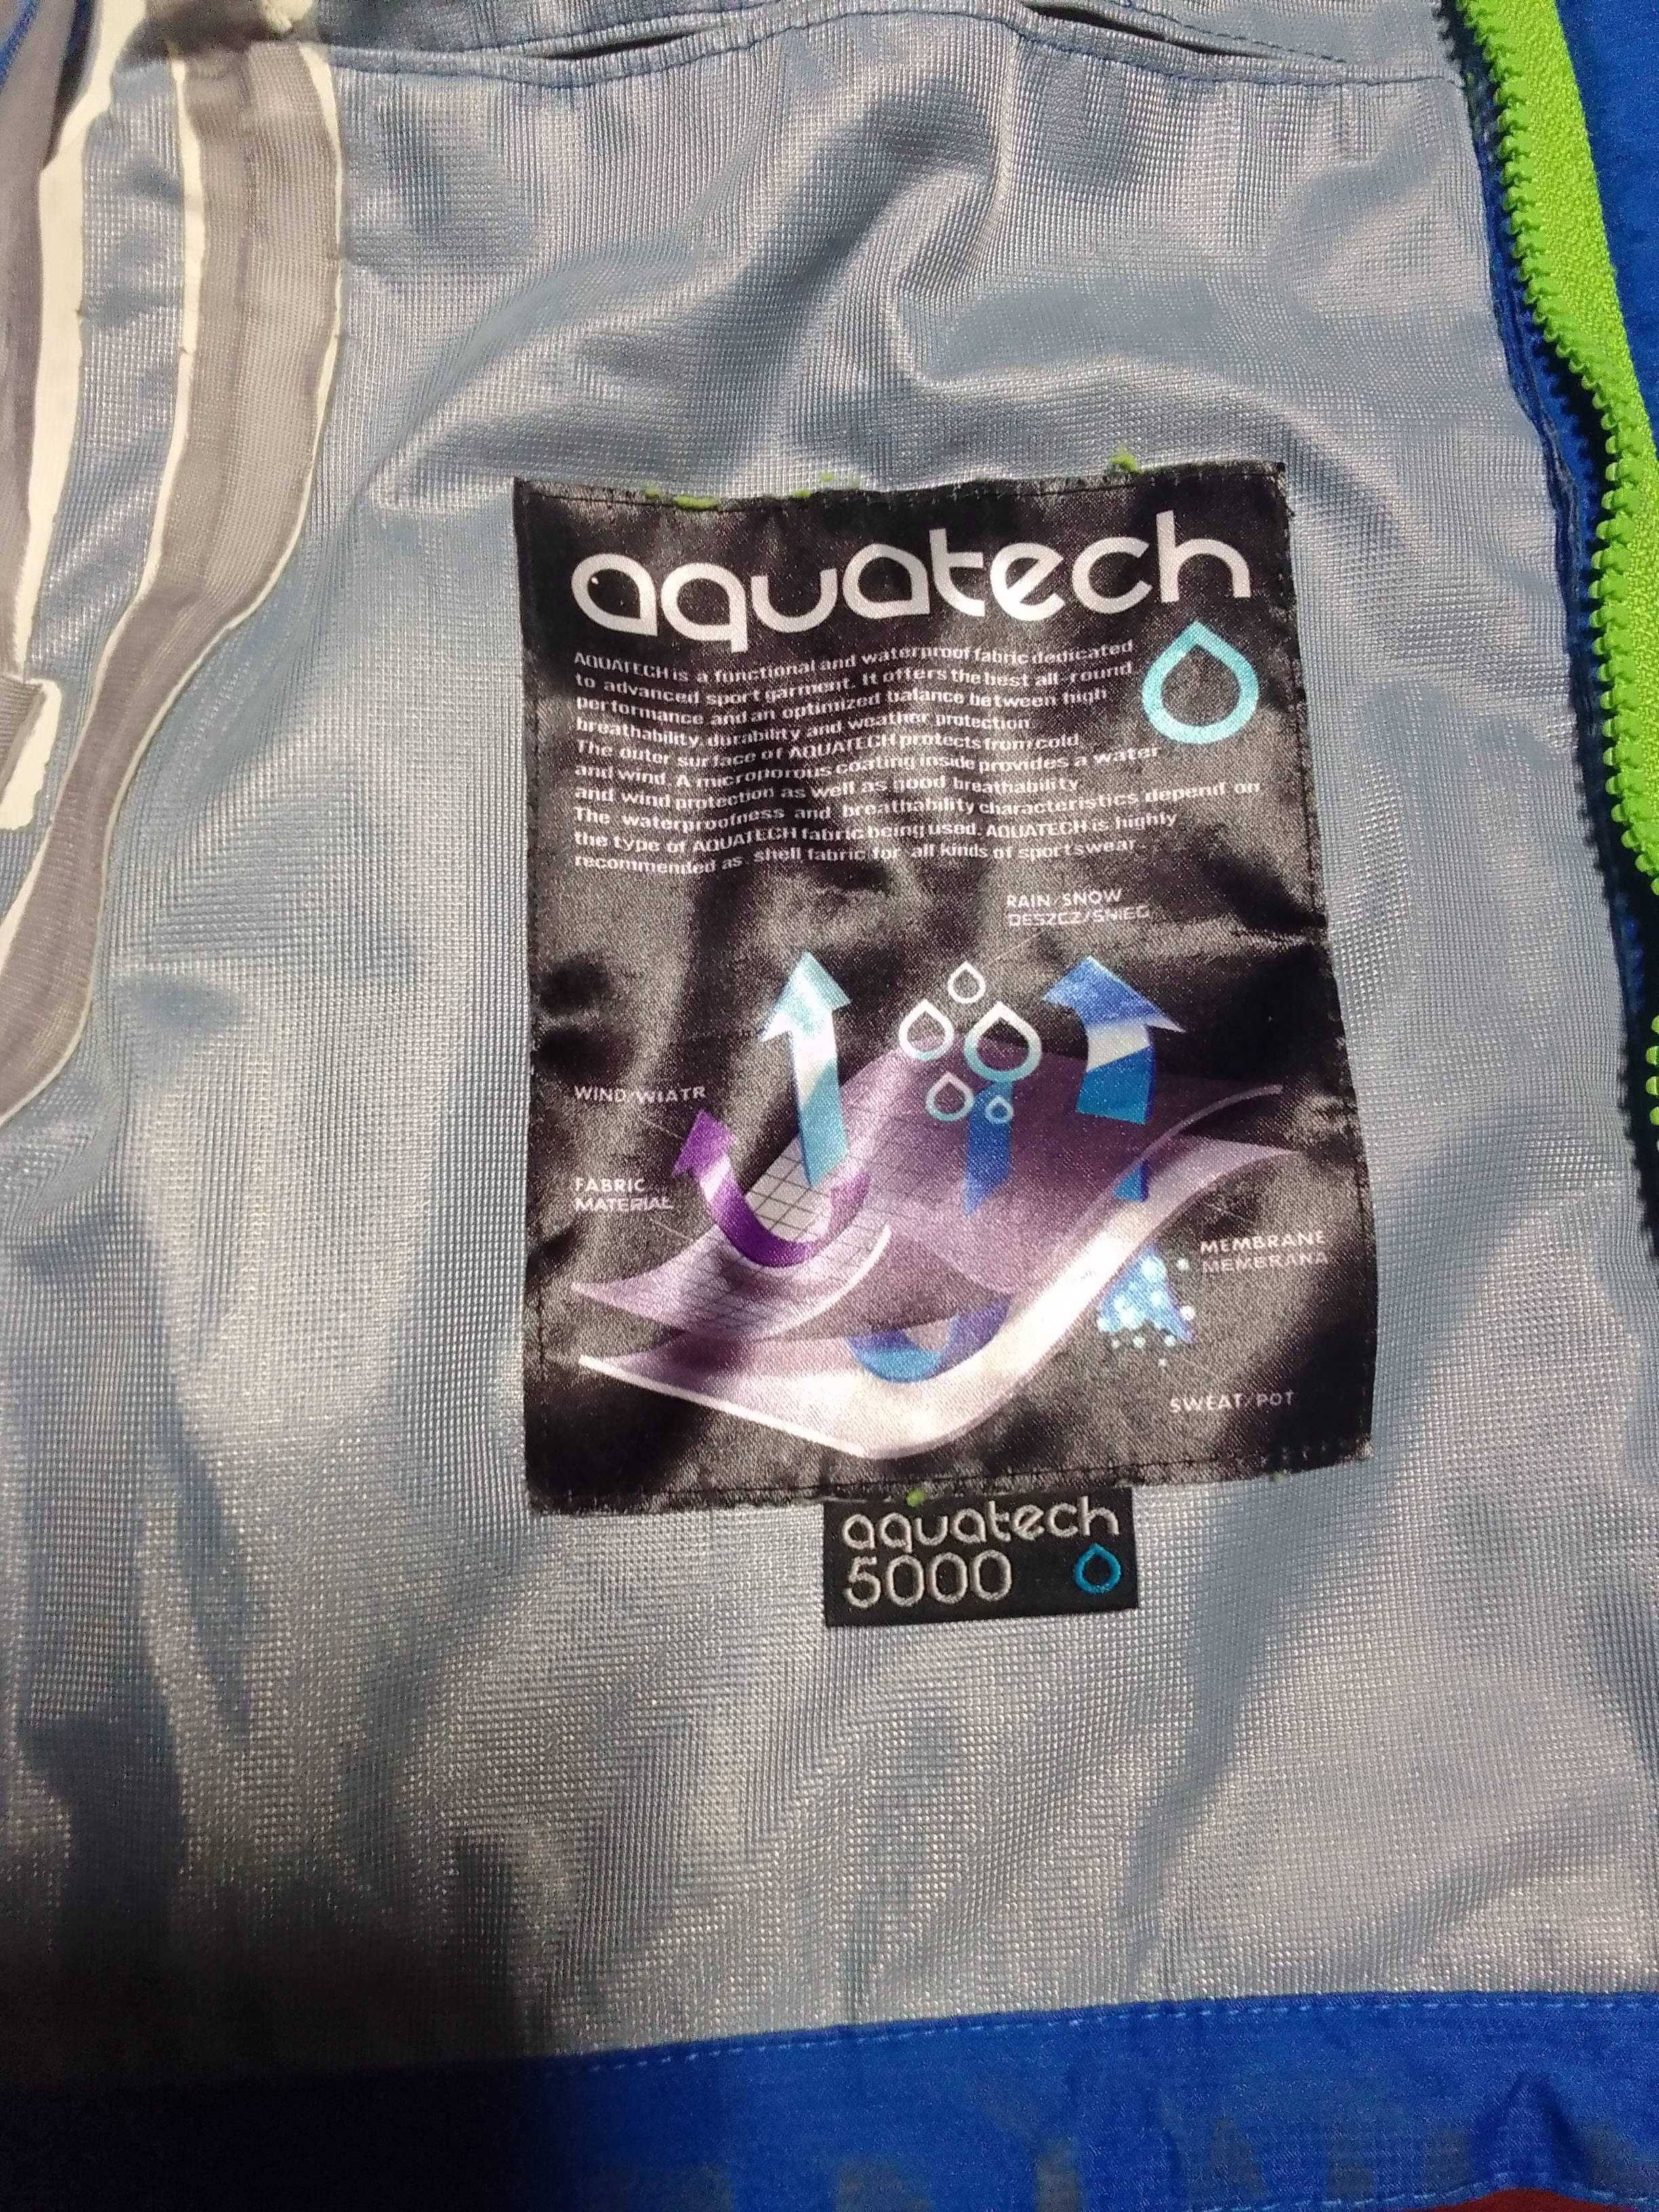 aquatech
AQUATECH is a functional and waterproof fabric dedicated
to advanced sport garment. It offers the best all-round
performance and an optimized balance between high
breathability, durability and weather protection.
The outer surface of AQUATECH protects from cold
and wind. A microporous coating inside provides a water
and wind protection as well as good breathability.
The waterproofness and breathability characteristics depend on
the type of AQUATECH fabric being used. AQUATECH is highly
recommended as shell fabric for all kinds of sportswear.
RAIN/SNOW
DESZCZ/ŚNIEG
WIND/WIATR
FABRIC
MATERIAŁ
MEMBRANE
MEMBRANA
SWEAT/POT
aquatech
5000